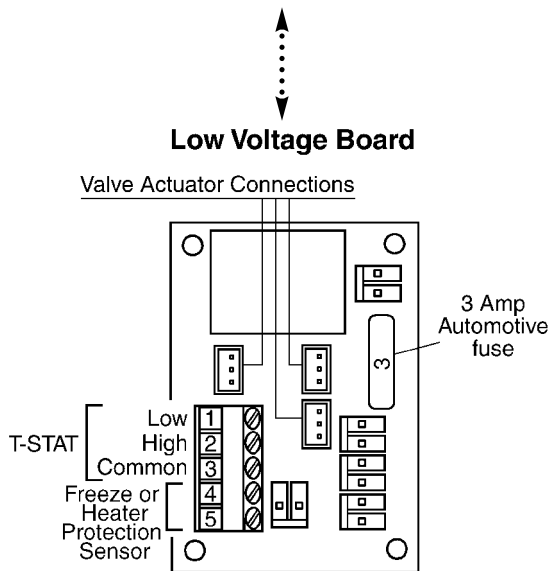 Low Voltage Board
Valve Actuator Connections
3 Amp
Automotive
fuse
3
T-STAT
Low 1
High 2
Common 3
Freeze or
Heater
Protection
Sensor
4
5